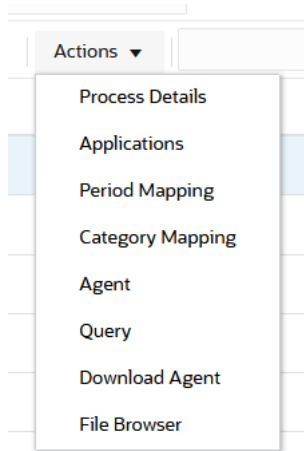 Actions ▼
Process Details
Applications
Period Mapping
Category Mapping
Agent
Query
Download Agent
File Browser